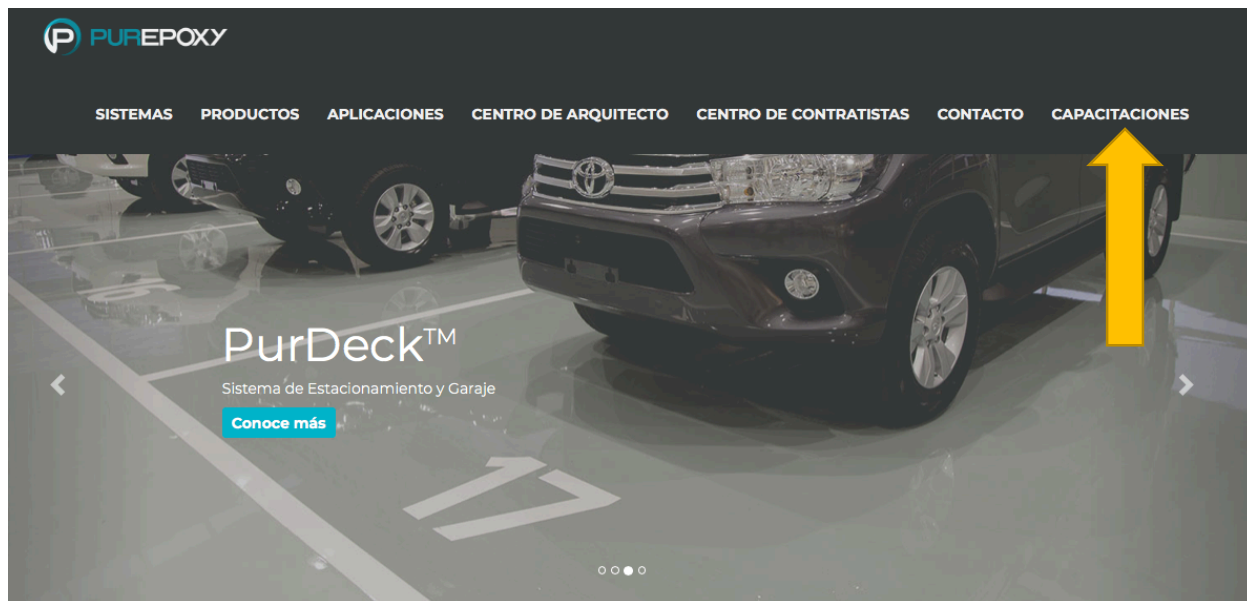 PUREPOXY
SISTEMAS PRODUCTOS APLICACIONES CENTRO DE ARQUITECTO CENTRO DE CONTRATISTAS CONTACTO CAPACITACIONES
PurDeck™
Sistema de Estacionamiento y Garaje
Conoce más
17